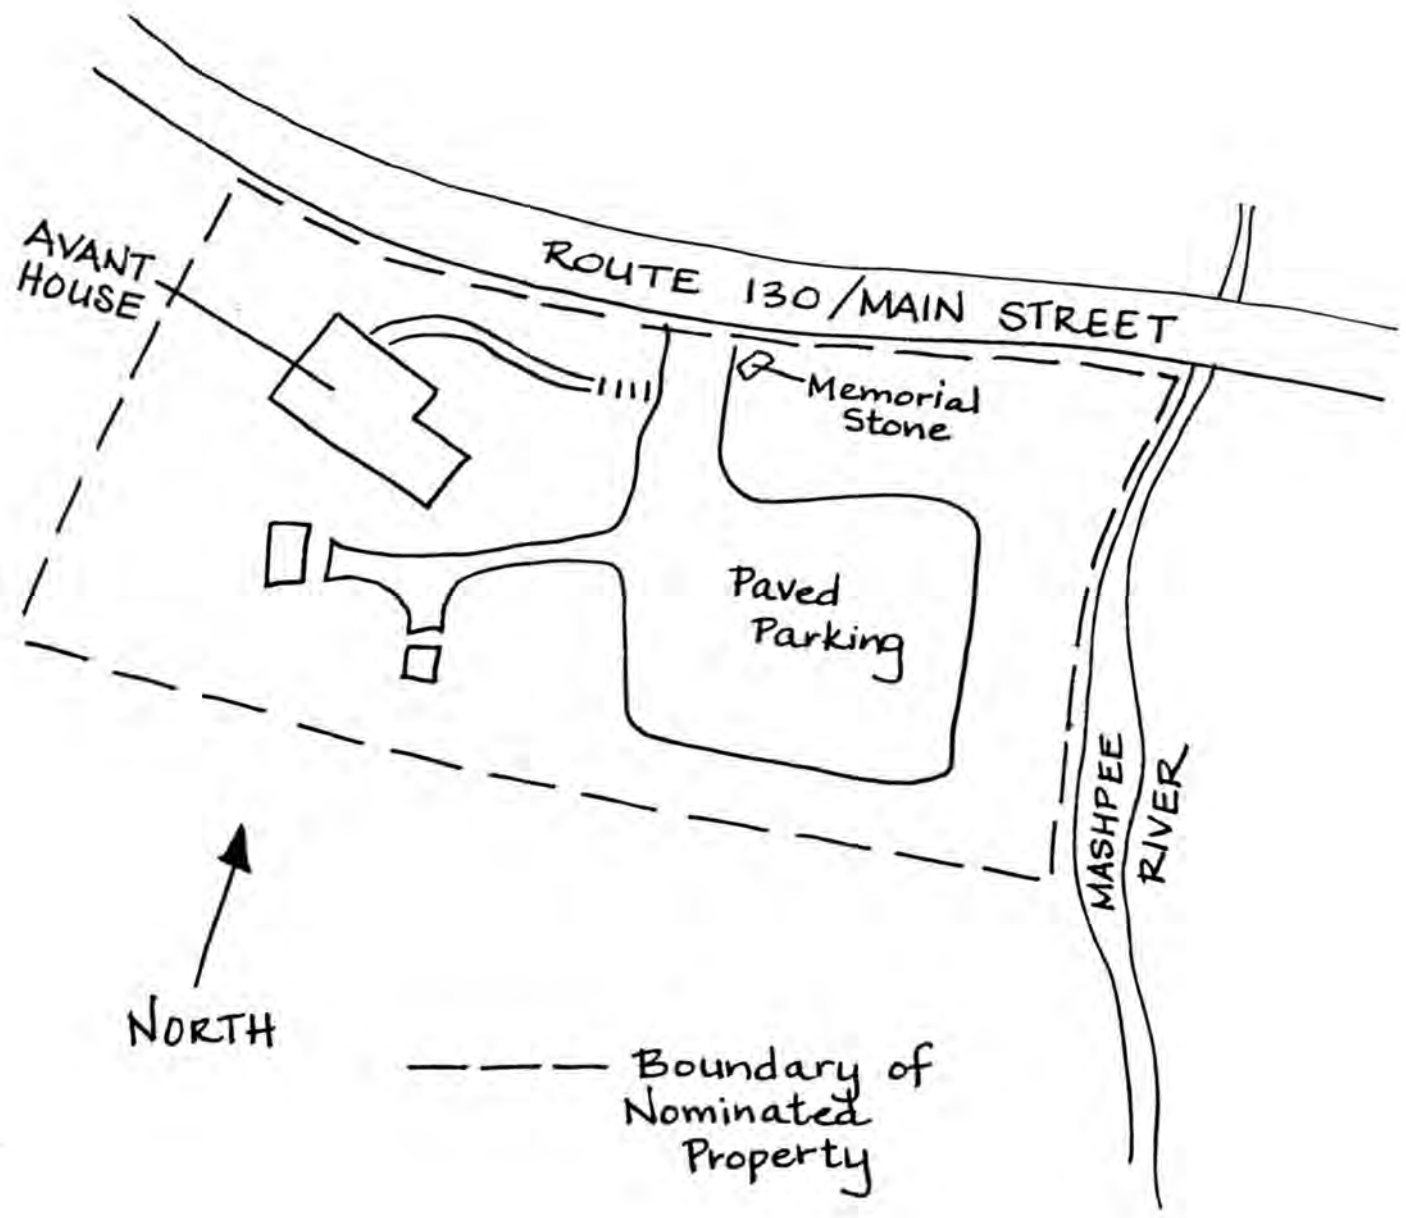 AVANT
HOUSE
ROUTE 130/MAIN STREET
Memorial
Stone
Paved
Parking
MASHPEE
RIVER
NORTH
Boundary of
Nominated
Property